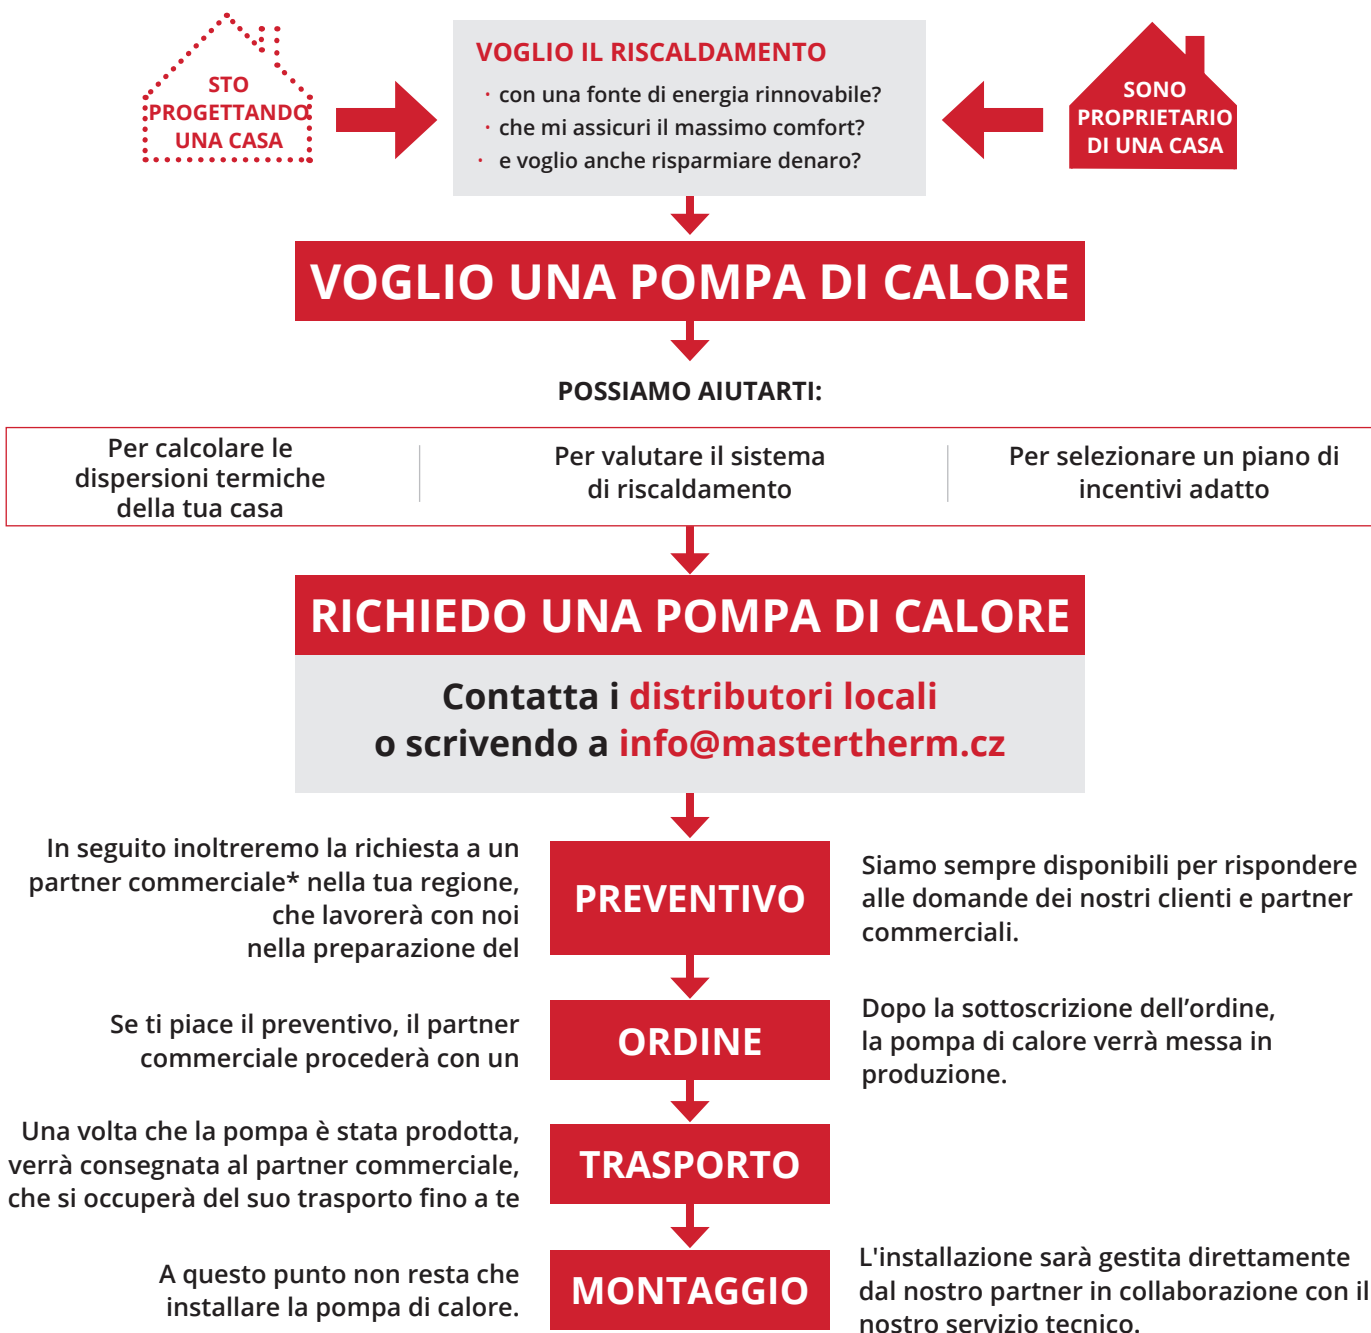 STO
PROGETTANDO
UNA CASA
VOGLIO IL RISCALDAMENTO
· con una fonte di energia rinnovabile?
· che mi assicuri il massimo comfort?
· e voglio anche risparmiare denaro?
SONO
PROPRIETARIO
DI UNA CASA
VOGLIO UNA POMPA DI CALORE
POSSIAMO AIUTARTI:
Per calcolare le
dispersioni termiche
della tua casa
Per valutare il sistema
di riscaldamento
Per selezionare un piano di
incentivi adatto
RICHIEDO UNA POMPA DI CALORE
Contatta i distributori locali
o scrivendo a info@mastertherm.cz
In seguito inoltreremo la richiesta a un
partner commerciale* nella tua regione,
che lavorerà con noi
nella preparazione del
PREVENTIVO
Siamo sempre disponibili per rispondere
alle domande dei nostri clienti e partner
commerciali.
Se ti piace il preventivo, il partner
commerciale procederà con un
ORDINE
Dopo la sottoscrizione dell’ordine,
la pompa di calore verrà messa in
produzione.
Una volta che la pompa è stata prodotta,
verrà consegnata al partner commerciale,
che si occuperà del suo trasporto fino a te
TRASPORTO
A questo punto non resta che
installare la pompa di calore.
MONTAGGIO
L'installazione sarà gestita direttamente
dal nostro partner in collaborazione con il
nostro servizio tecnico.